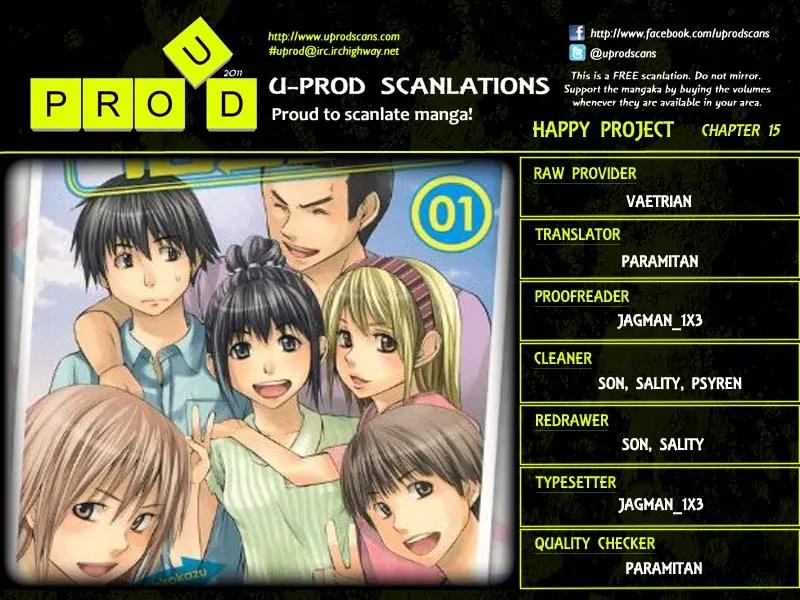 U
2011
PRO D
http://www.uprodscans.com
#uprod@irc.irchighway.net
U-PROD SCANLATIONS
Proud to scanlate manga!
http://www.facebook.com/uprodscans
@uprodscans
This is a FREE scanlation. Do not mirror.
Support the mangaka by buying the volumes
whenever they are available in your area.
HAPPY PROJECT CHAPTER 15
01
RAW PROVIDER
VAETRIAN
TRANSLATOR
PARAMITAN
PROOFREADER
JAGMAN_1X3
CLEANER
SON, SALITY, PSYREN
REDRAWER
SON, SALITY
TYPESETTER
JAGMAN_1X3
QUALITY CHECKER
PARAMITAN